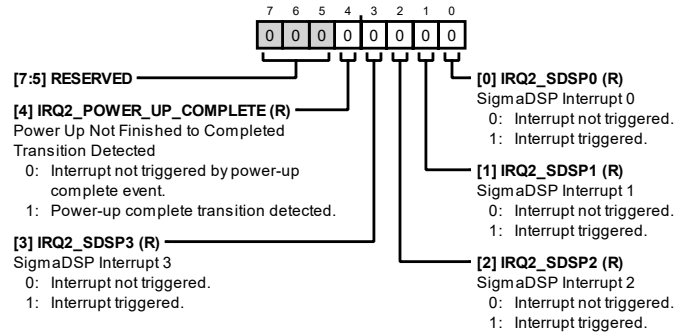 7 6 5 4 3 2 1 0
0 0 0 0 0 0 0 0
[7:5] RESERVED
[4] IRQ2_POWER_UP_COMPLETE (R)
Power Up Not Finished to Completed
Transition Detected
0: Interrupt not triggered by power-up
complete event.
1: Power-up complete transition detected.
[3] IRQ2_SDSP3 (R)
SigmaDSP Interrupt 3
0: Interrupt not triggered.
1: Interrupt triggered.
[0] IRQ2_SDSP0 (R)
SigmaDSP Interrupt 0
0: Interrupt not triggered.
1: Interrupt triggered.
[1] IRQ2_SDSP1 (R)
SigmaDSP Interrupt 1
0: Interrupt not triggered.
1: Interrupt triggered.
[2] IRQ2_SDSP2 (R)
SigmaDSP Interrupt 2
0: Interrupt not triggered.
1: Interrupt triggered.